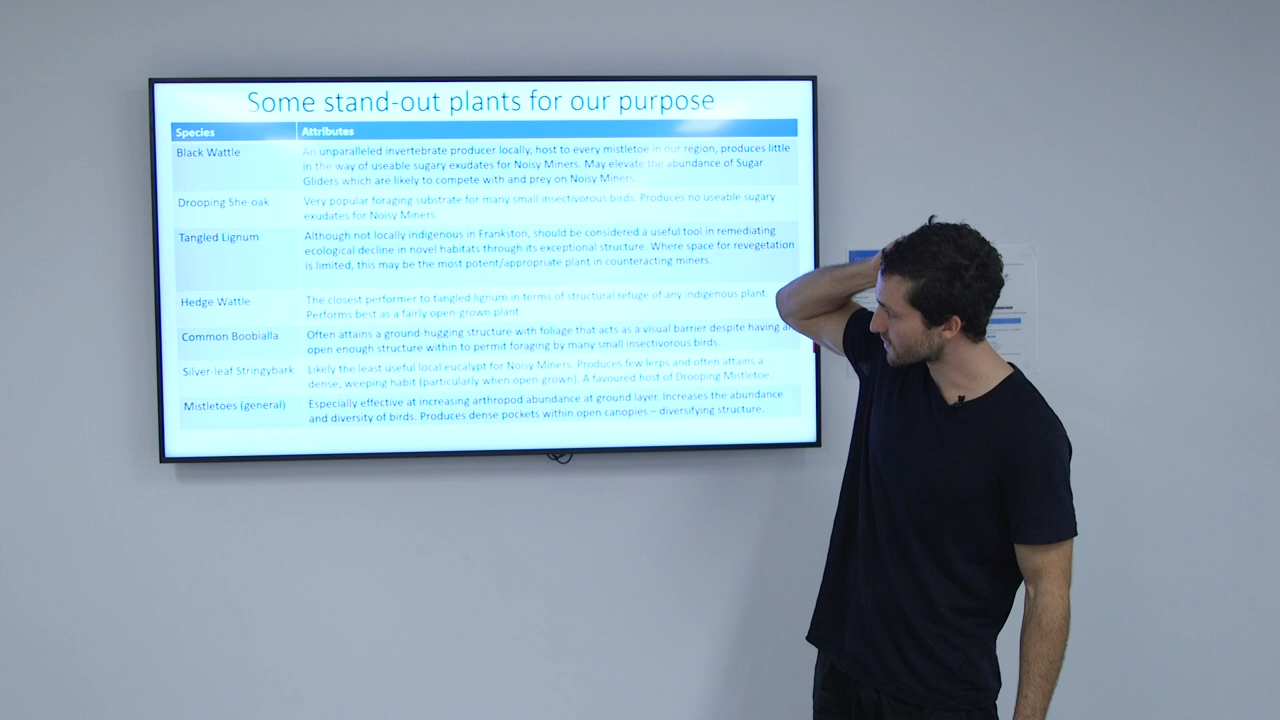 Some stand-out plants for our purpose
Species Attributes
Black Wattle An unparalleled invertebrate producer locally, host to every mistletoe in our region, produces little
in the way of useable sugary exudates for Noisy Miners. May elevate the abundance of Sugar
Gliders which are likely to compete with and prey on Noisy Miners
Drooping She-oak Very popular foraging substrate for many small insectivorous birds. Produces no useable sugary
exudates for Noisy Miners.
Tangled Lignum Although not locally indigenous in Frankston, should be considered a useful tool in remediating
ecological decline in novel habitats through its exceptional structure. Where space for revegetation
is limited, this may be the most potent/appropriate plant in counteracting miners.
Hedge Wattle The closest performer to tangled lignum in terms of structural refuge of any indigenous plant.
Performs best as a fairly open-grown plant.
Common Boobialla Often attains a ground-hugging structure with foliage that acts as a visual barrier despite having an
open enough structure within to permit foraging by many small insectivorous birds.
Silver-leaf Stringybark Likely the least useful local eucalypt for Noisy Miners. Produces few lerps and often attains a
dense, weeping habit (particularly when open-grown). A favoured host of Drooping Mistletoe.
Mistletoes (general) Especially effective at increasing arthropod abundance at ground layer. Increases the abundance
and diversity of birds. Produces dense pockets within open canopies – diversifying structure.